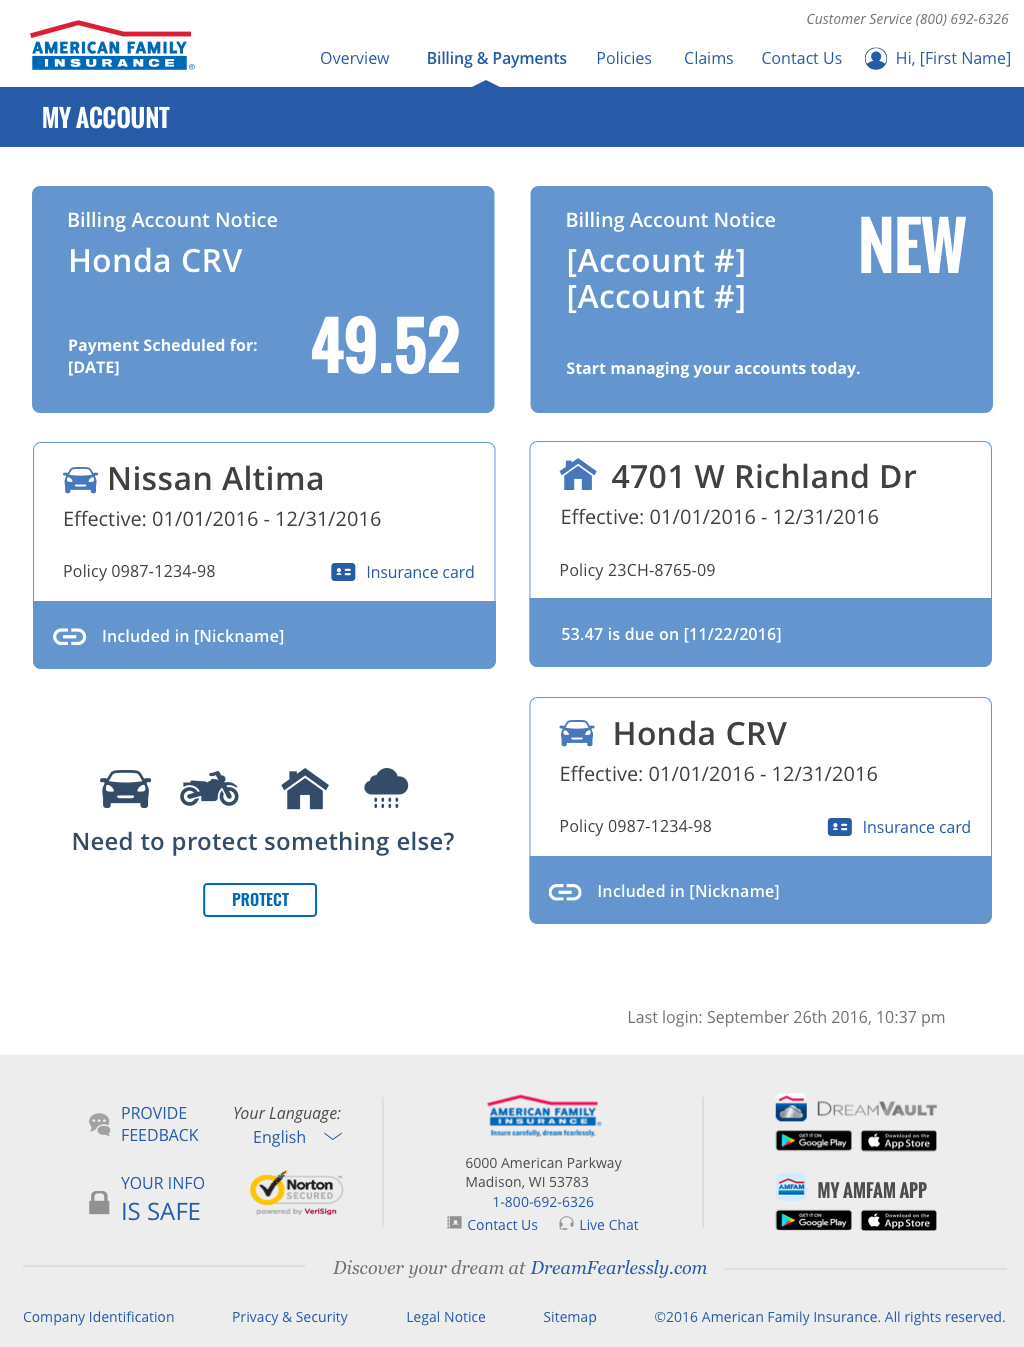 Customer Service (800) 692-6326
AMERICAN FAMILY
INSURANCE ®
Overview
Billing & Payments
Policies
Claims
Contact Us
Hi, [First Name]
MY ACCOUNT
Billing Account Notice
Honda CRV
Payment Scheduled for:
[DATE]
49.52
Billing Account Notice
[Account #]
[Account #]
NEW
Start managing your accounts today.
Nissan Altima
Effective: 01/01/2016 - 12/31/2016
Policy 0987-1234-98
Insurance card
Included in [Nickname]
4701 W Richland Dr
Effective: 01/01/2016 - 12/31/2016
Policy 23CH-8765-09
53.47 is due on [11/22/2016]
Honda CRV
Effective: 01/01/2016 - 12/31/2016
Policy 0987-1234-98
Insurance card
Included in [Nickname]
Need to protect something else?
PROTECT
Last login: September 26th 2016, 10:37 pm
PROVIDE
FEEDBACK
Your Language:
English
YOUR INFO
IS SAFE
Norton
SECURED
powered by VeriSign
AMERICAN FAMILY
INSURANCE
Insure carefully, dream fearlessly.
6000 American Parkway
Madison, WI 53783
1-800-692-6326
Contact Us
Live Chat
DREAMVAULT
GET IT ON
Google Play
Download on the
App Store
AMFAM
MY AMFAM APP
GET IT ON
Google Play
Download on the
App Store
Discover your dream at DreamFearlessly.com
Company Identification
Privacy & Security
Legal Notice
Sitemap
©2016 American Family Insurance. All rights reserved.